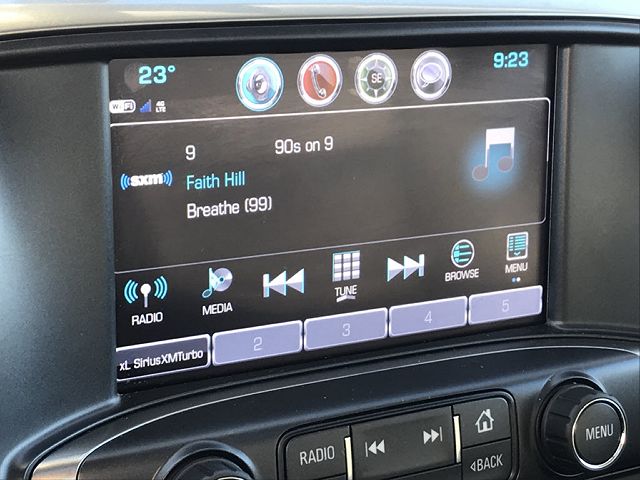 23°
SE
9:23
WiFi
4G
LTE
9 90s on 9
((sxm))
Faith Hill
Breathe (99)
RADIO
MEDIA
TUNE
BROWSE
MENU
xL SiriusXMTurbo
2
3
4
5
RADIO
BACK
MENU